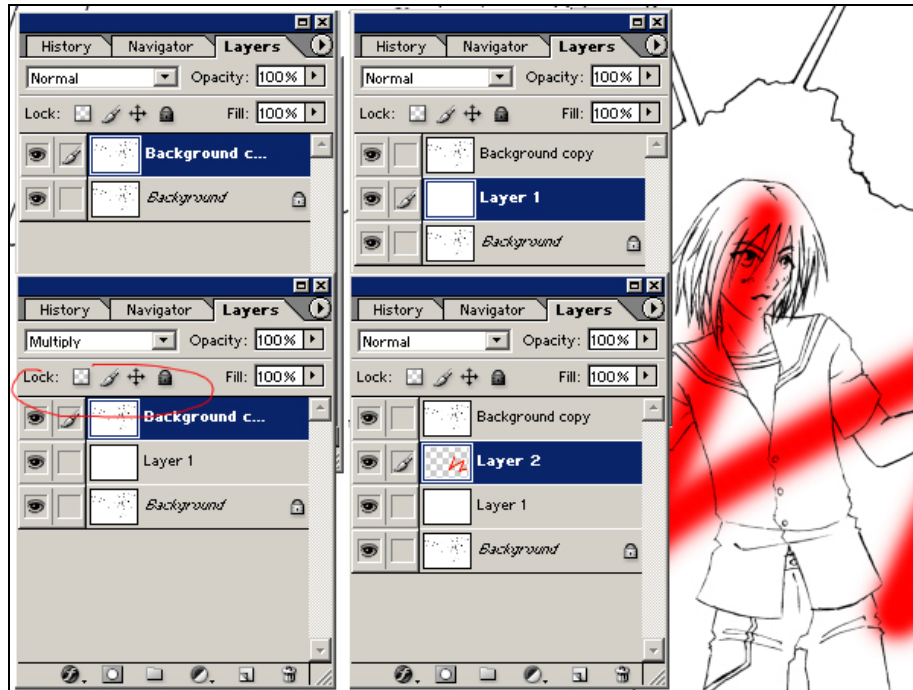 History Navigator Layers
Normal Opacity: 100%
Lock: Fill: 100%
Background c...
Background
History Navigator Layers
Normal Opacity: 100%
Lock: Fill: 100%
Background copy
Layer 1
Background
History Navigator Layers
Multiply Opacity: 100%
Lock: Fill: 100%
Background c...
Layer 1
Background
History Navigator Layers
Normal Opacity: 100%
Lock: Fill: 100%
Background copy
Layer 2
Layer 1
Background